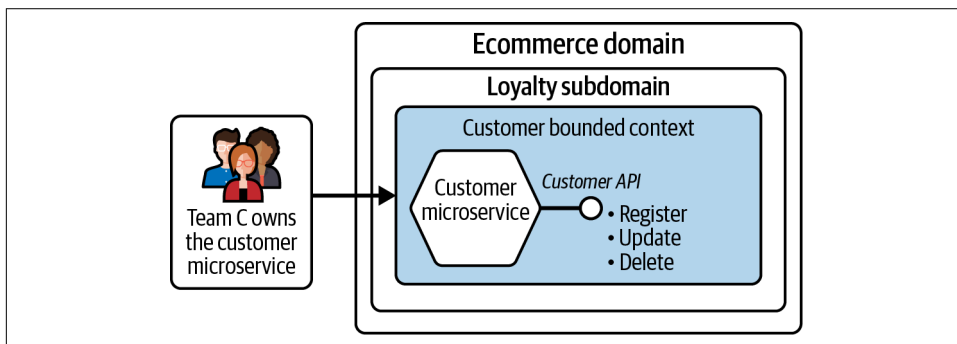 Ecommerce domain
Loyalty subdomain
Customer bounded context
Team C owns
the customer
microservice
Customer
microservice
Customer API
• Register
• Update
• Delete